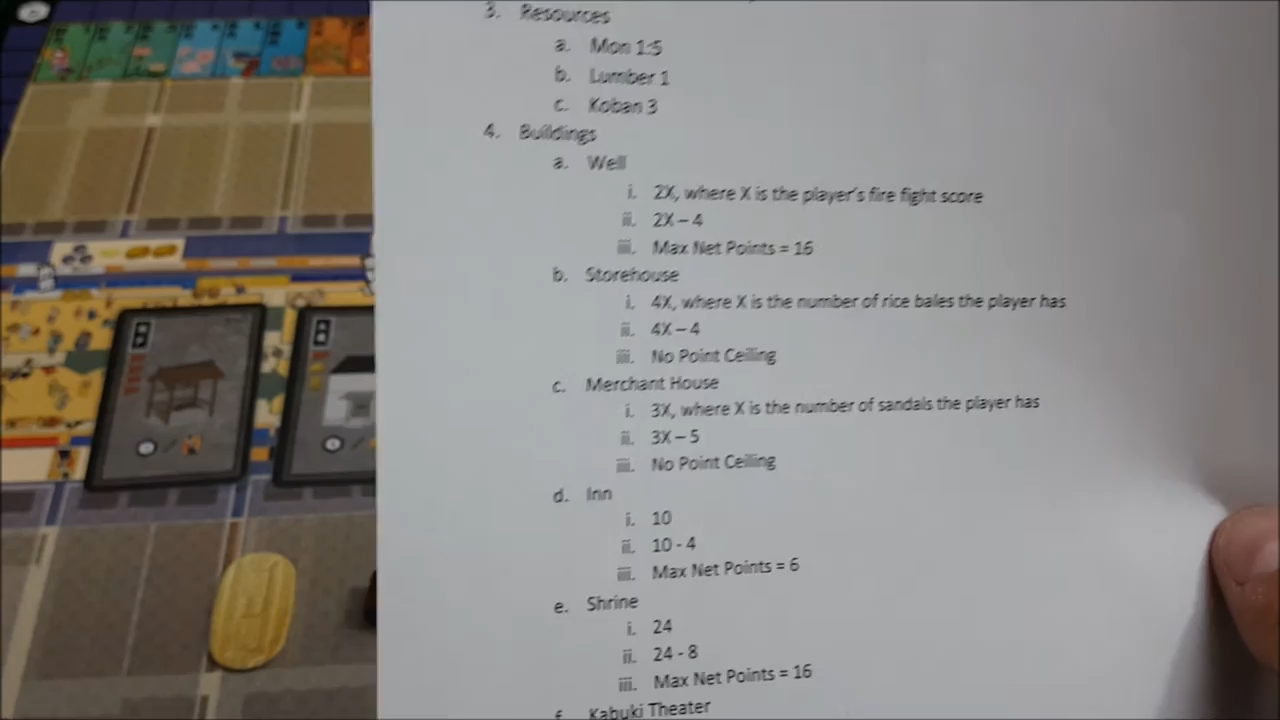 3. Resources
a. Mon 1:5
b. Lumber 1
c. Koban 3
4. Buildings
a. Well
i. 2X, where X is the player's fire fight score
ii. 2X – 4
iii. Max Net Points = 16
b. Storehouse
i. 4X, where X is the number of rice bales the player has
ii. 4X – 4
iii. No Point Ceiling
c. Merchant House
i. 3X, where X is the number of sandals the player has
ii. 3X – 5
iii. No Point Ceiling
d. Inn
i. 10
ii. 10 - 4
iii. Max Net Points = 6
e. Shrine
i. 24
ii. 24 - 8
iii. Max Net Points = 16
f. Kabuki Theater